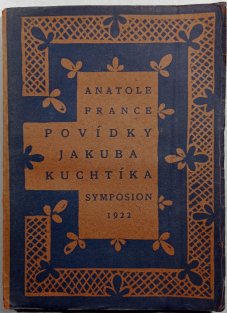 ANATOLE
FRANCE
POVÍDKY
JAKUBA
KUCHTÍKA
SYMPOSION
1922